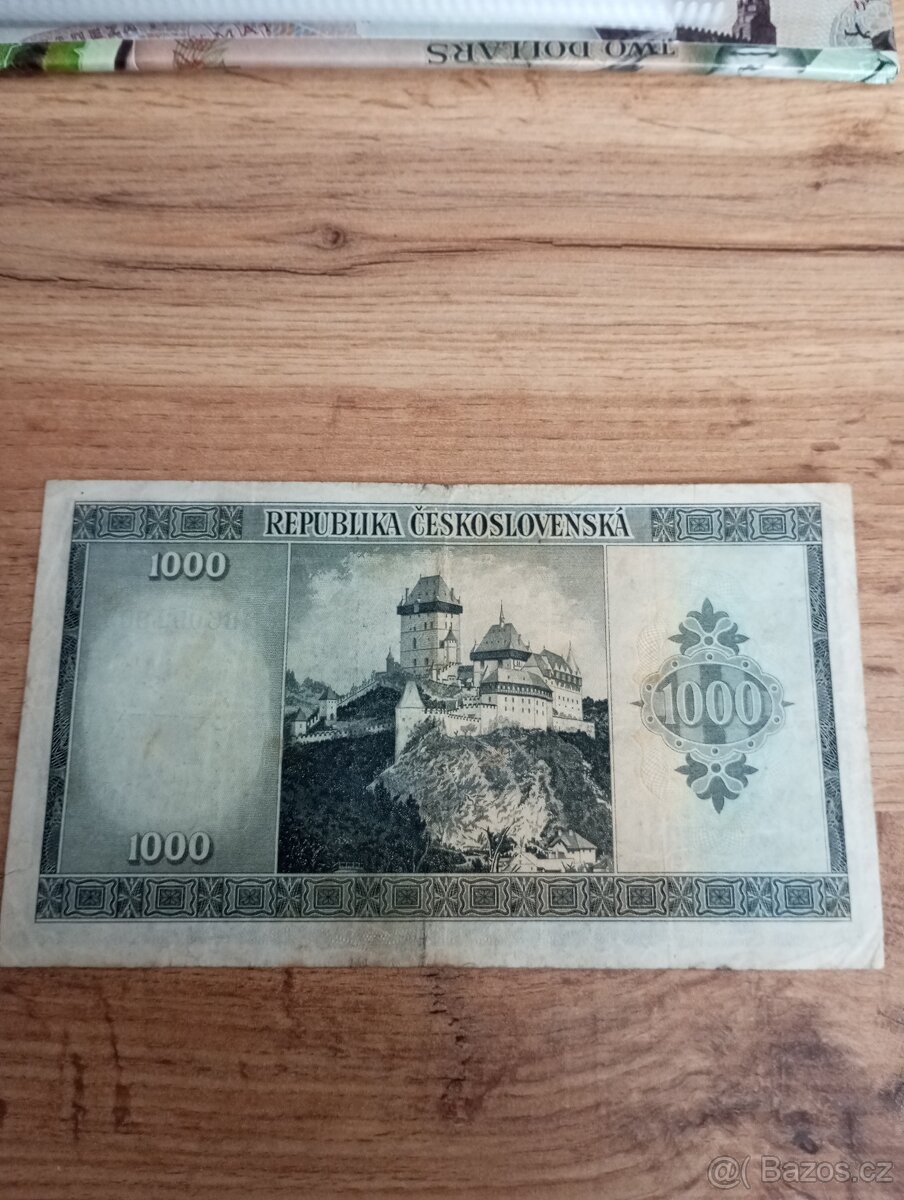 TWO DOLLARS
REPUBLIKA ČESKOSLOVENSKÁ
1000
1000
1000
@( Bazos.cz